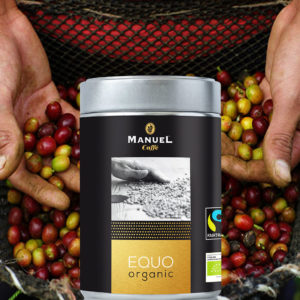 MANUEL
Caffè
EQUO
organic